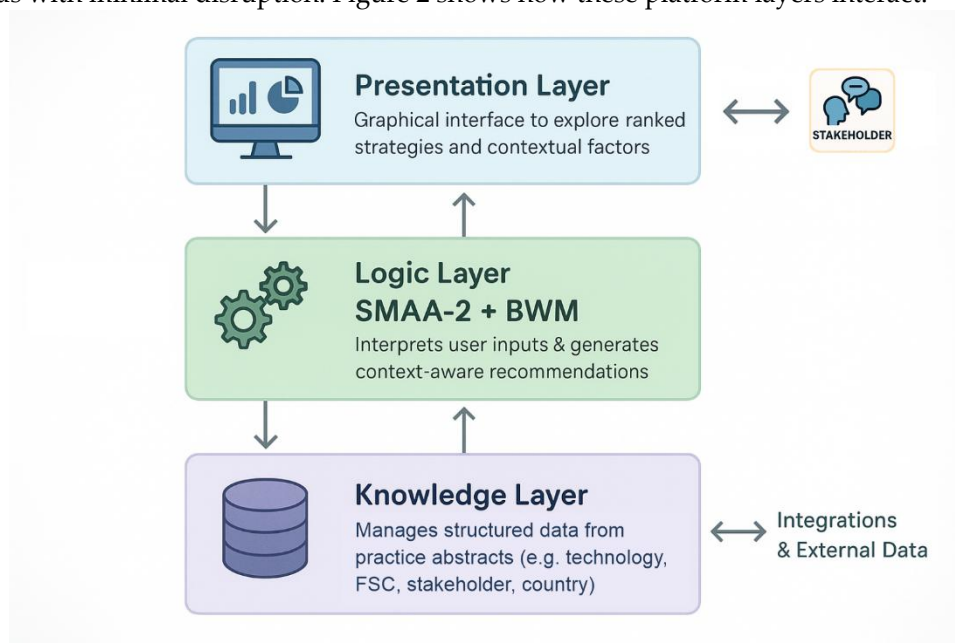 with minimal disruption. Figure 2 shows how these platform layers interact.
Presentation Layer
Graphical interface to explore ranked
strategies and contextual factors
STAKEHOLDER
Logic Layer
SMAA-2 + BWM
Interprets user inputs & generates
context-aware recommendations
Knowledge Layer
Manages structured data from
practice abstracts (e.g. technology,
FSC, stakeholder, country)
Integrations
& External Data